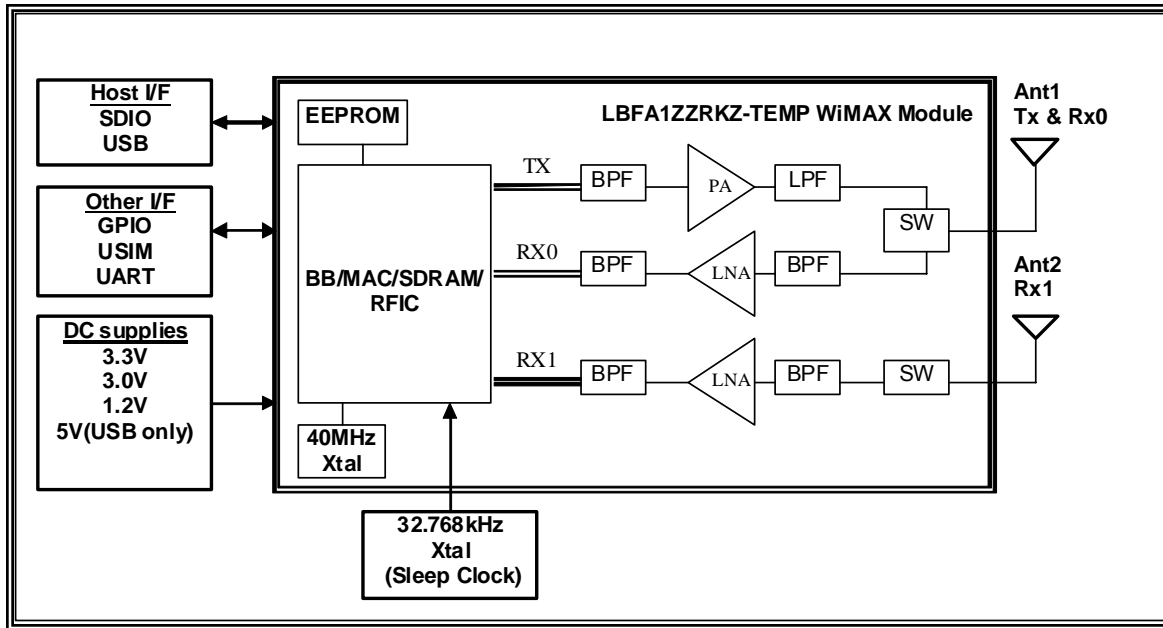 Host I/F
SDIO
USB
Other I/F
GPIO
USIM
UART
DC supplies
3.3V
3.0V
1.2V
5V(USB only)
LBFA1ZZRKZ-TEMP WiMAX Module
EEPROM
BB/MAC/SDRAM/
RFIC
40MHz
Xtal
32.768kHz
Xtal
(Sleep Clock)
TX
BPF
PA
LPF
SW
RX0
BPF
LNA
BPF
RX1
BPF
LNA
BPF
SW
Ant1
Tx & Rx0
Ant2
Rx1